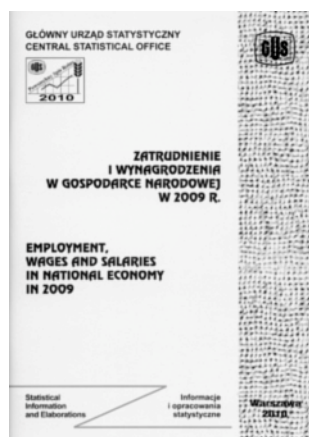 GŁÓWNY URZĄD STATYSTYCZNY
CENTRAL STATISTICAL OFFICE
GUS
2010
ZATRUDNIENIE
I WYNAGRODZENIA
W GOSPODARCE NARODOWEJ
W 2009 R.
EMPLOYMENT,
WAGES AND SALARIES
IN NATIONAL ECONOMY
IN 2009
Statistical
Information
and Elaborations
Informacje
i opracowania
statystyczne
Warszawa
2010